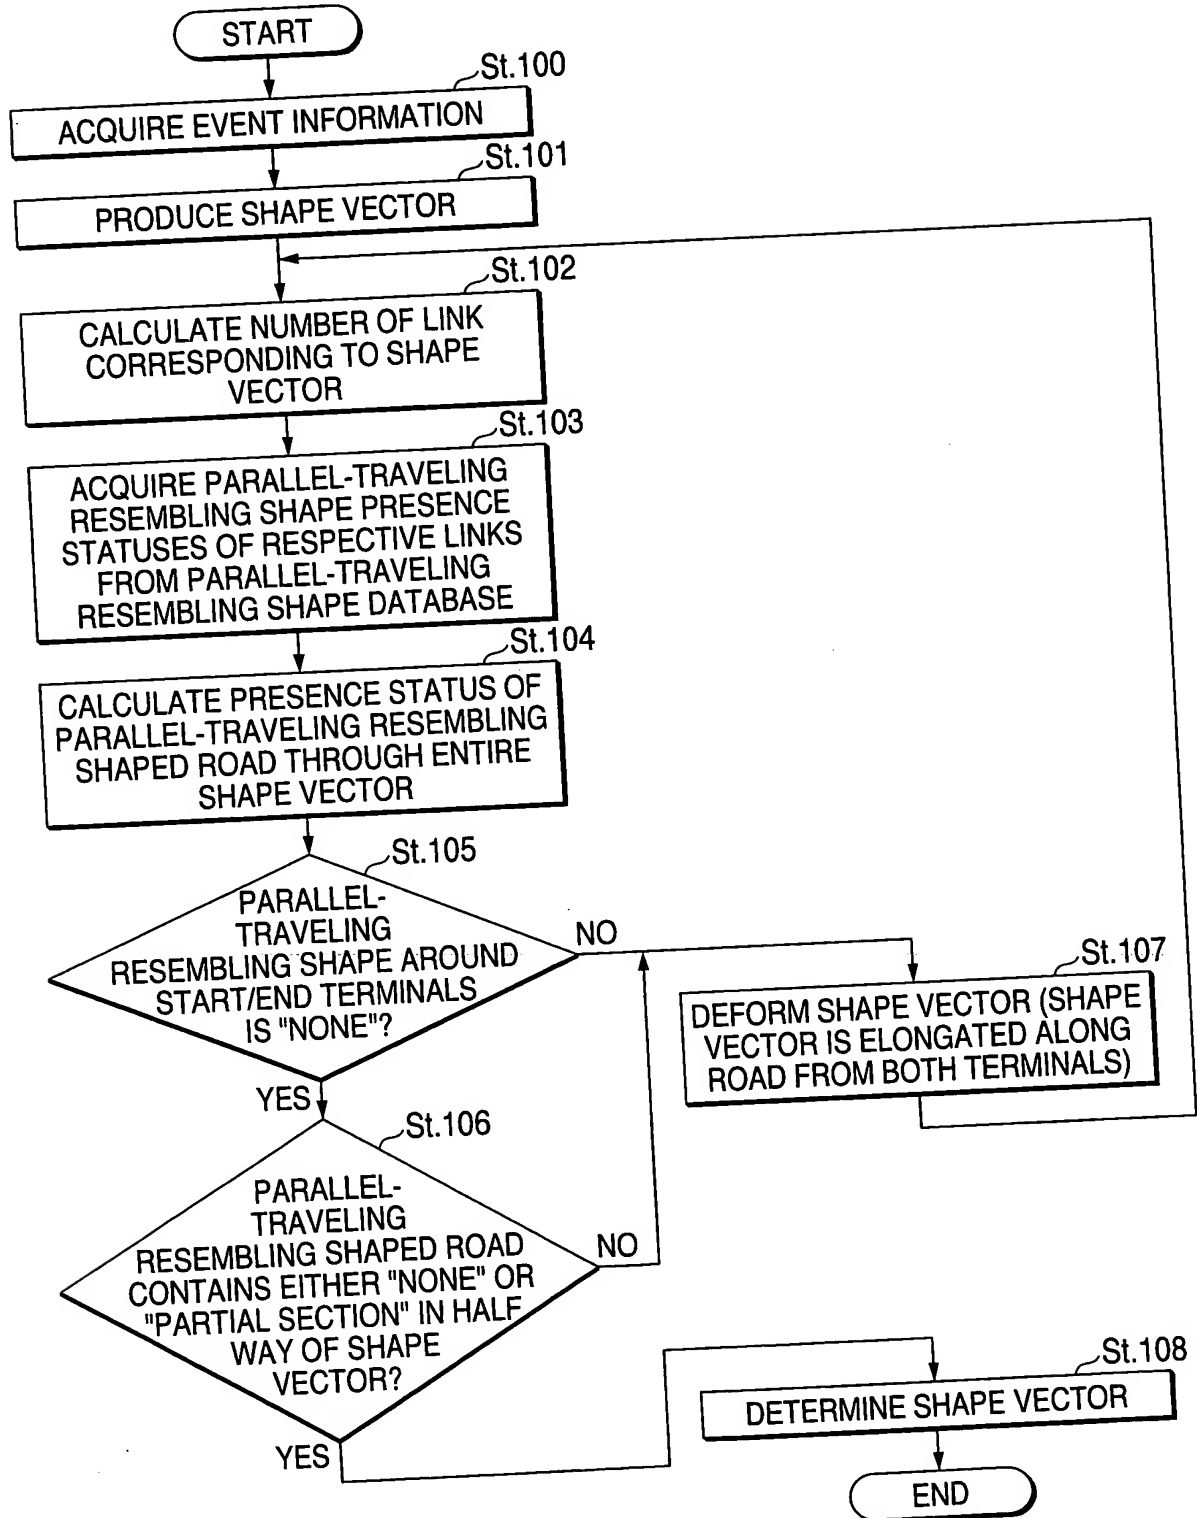 START
St.100
ACQUIRE EVENT INFORMATION
St.101
PRODUCE SHAPE VECTOR
St.102
CALCULATE NUMBER OF LINK
CORRESPONDING TO SHAPE
VECTOR
St.103
ACQUIRE PARALLEL-TRAVELING
RESEMBLING SHAPE PRESENCE
STATUSES OF RESPECTIVE LINKS
FROM PARALLEL-TRAVELING
RESEMBLING SHAPE DATABASE
St.104
CALCULATE PRESENCE STATUS OF
PARALLEL-TRAVELING RESEMBLING
SHAPED ROAD THROUGH ENTIRE
SHAPE VECTOR
St.105
PARALLEL-
TRAVELING
RESEMBLING SHAPE AROUND
START/END TERMINALS
IS "NONE"?
NO
YES
St.107
DEFORM SHAPE VECTOR (SHAPE
VECTOR IS ELONGATED ALONG
ROAD FROM BOTH TERMINALS)
St.106
PARALLEL-
TRAVELING
RESEMBLING SHAPED ROAD
CONTAINS EITHER "NONE" OR
"PARTIAL SECTION" IN HALF
WAY OF SHAPE
VECTOR?
NO
YES
St.108
DETERMINE SHAPE VECTOR
END